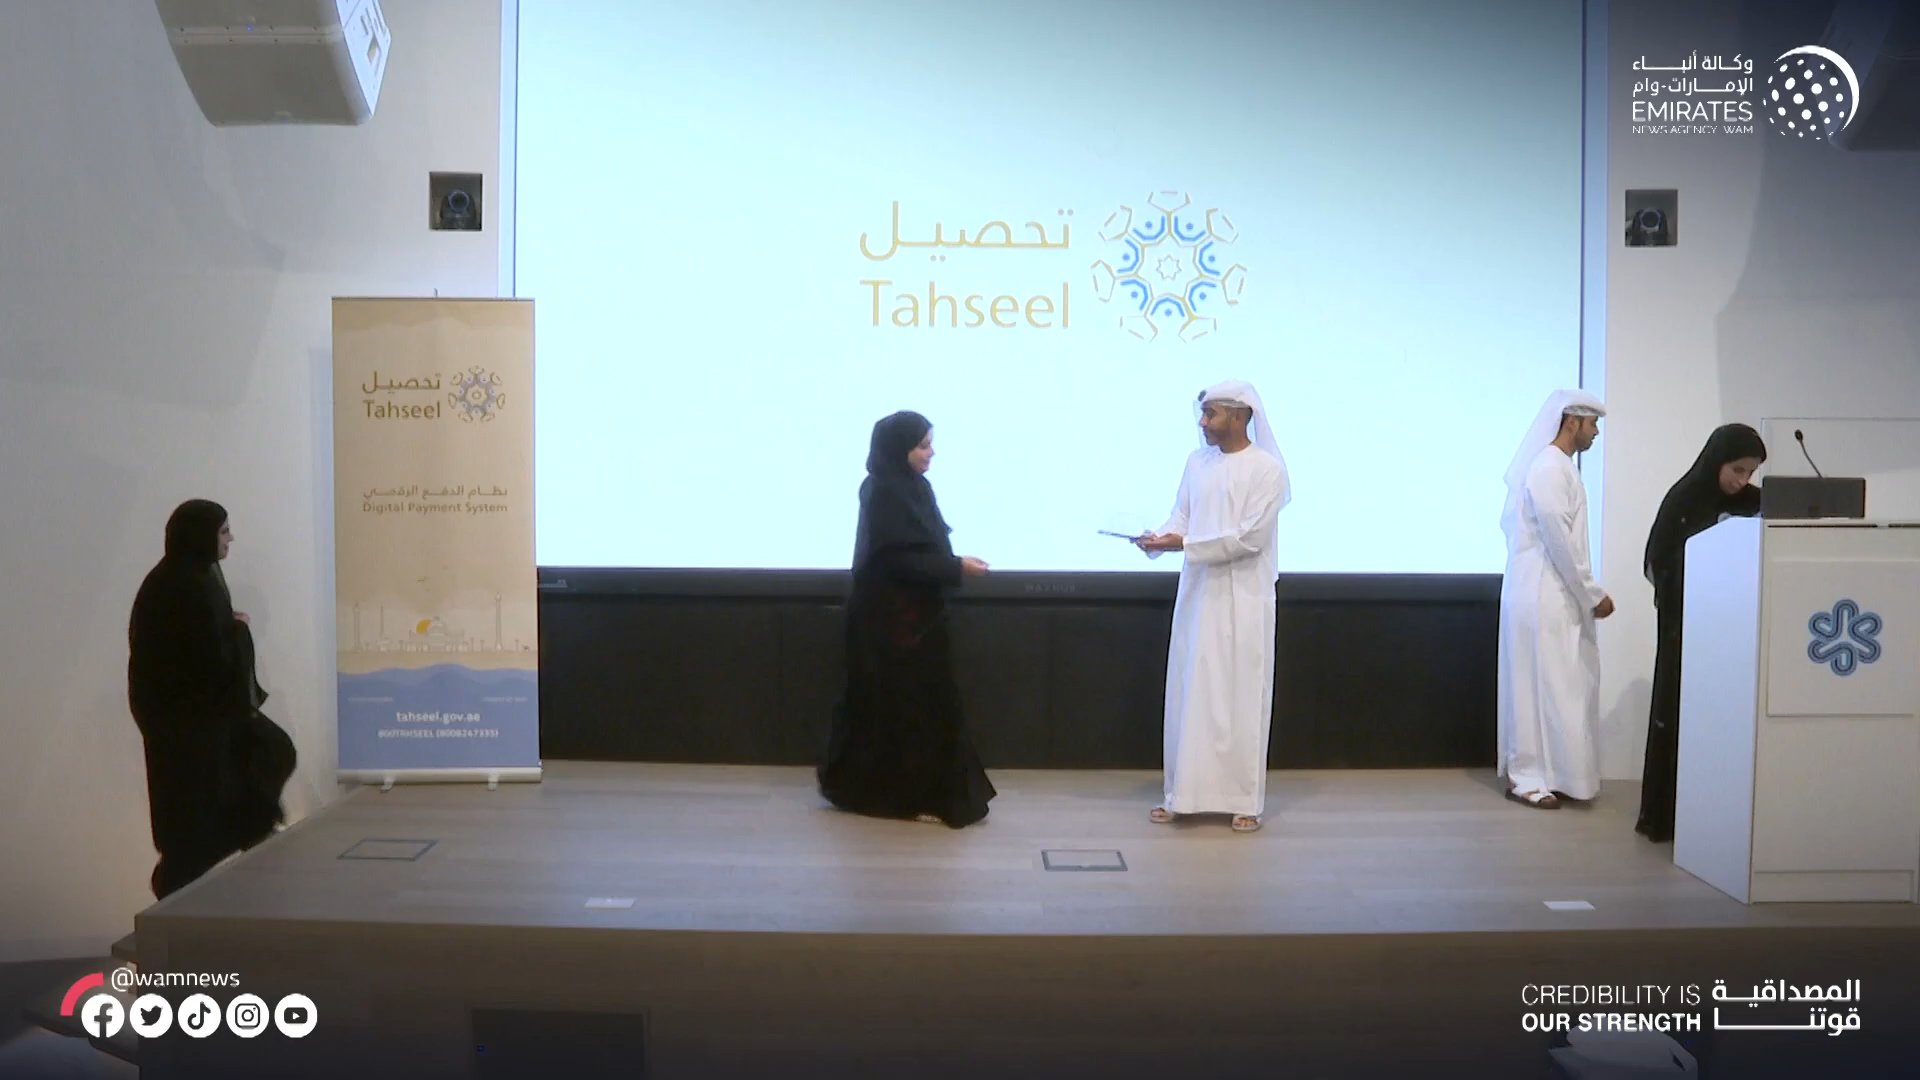 وكالة أنباء
الإمارات-وام
EMIRATES
NEWS AGENCY WAM
تحصيل
Tahseel
تحصيل
Tahseel
نظام الدفع الرقمي
Digital Payment System
tahseel.gov.ae
800TAHSEEL (8008247335)
@wamnews
CREDIBILITY IS
OUR STRENGTH
المصداقية
قوتنا